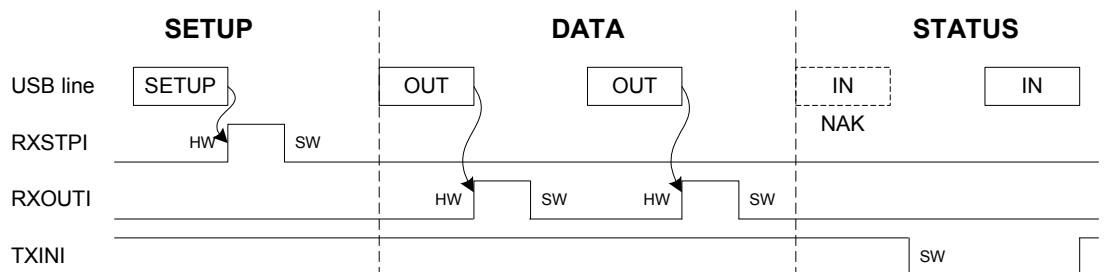 SETUP DATA STATUS
USB line SETUP OUT OUT IN IN
NAK
RXSTPI HW SW
RXOUTI HW SW HW SW
TXINI SW